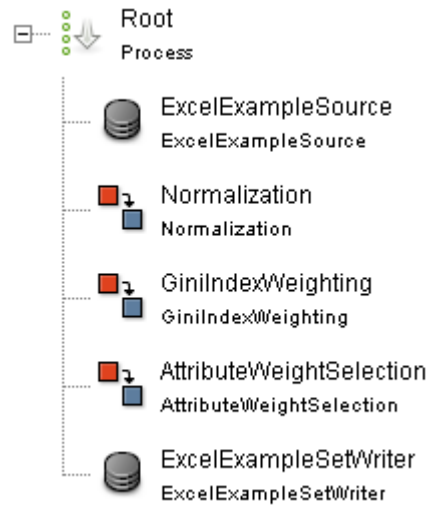 Root
Process
ExcelExampleSource
ExcelExampleSource
Normalization
Normalization
GiniIndexWeighting
GiniIndexWeighting
AttributeWeightSelection
AttributeWeightSelection
ExcelExampleSetWriter
ExcelExampleSetWriter